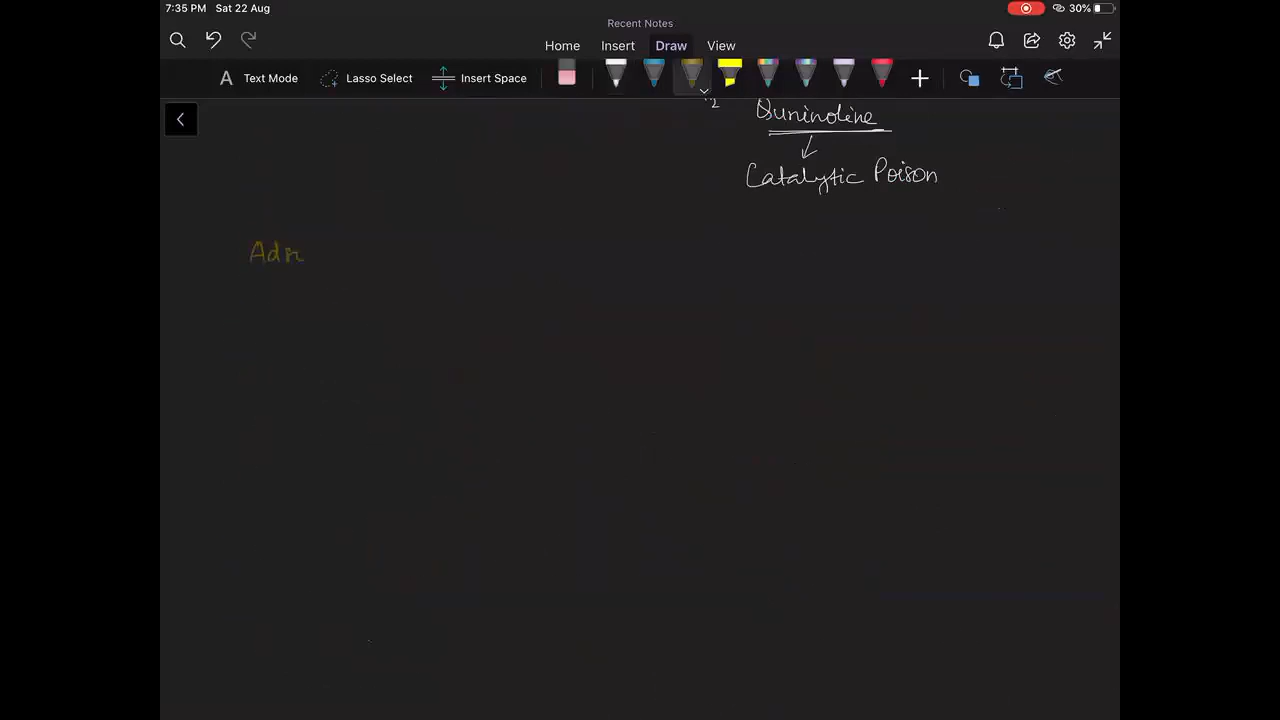 7:35 PM Sat 22 Aug 30%
Recent Notes
Home Insert Draw View
A Text Mode Lasso Select Insert Space
2 Quninoline
Catalytic Poison
Adn